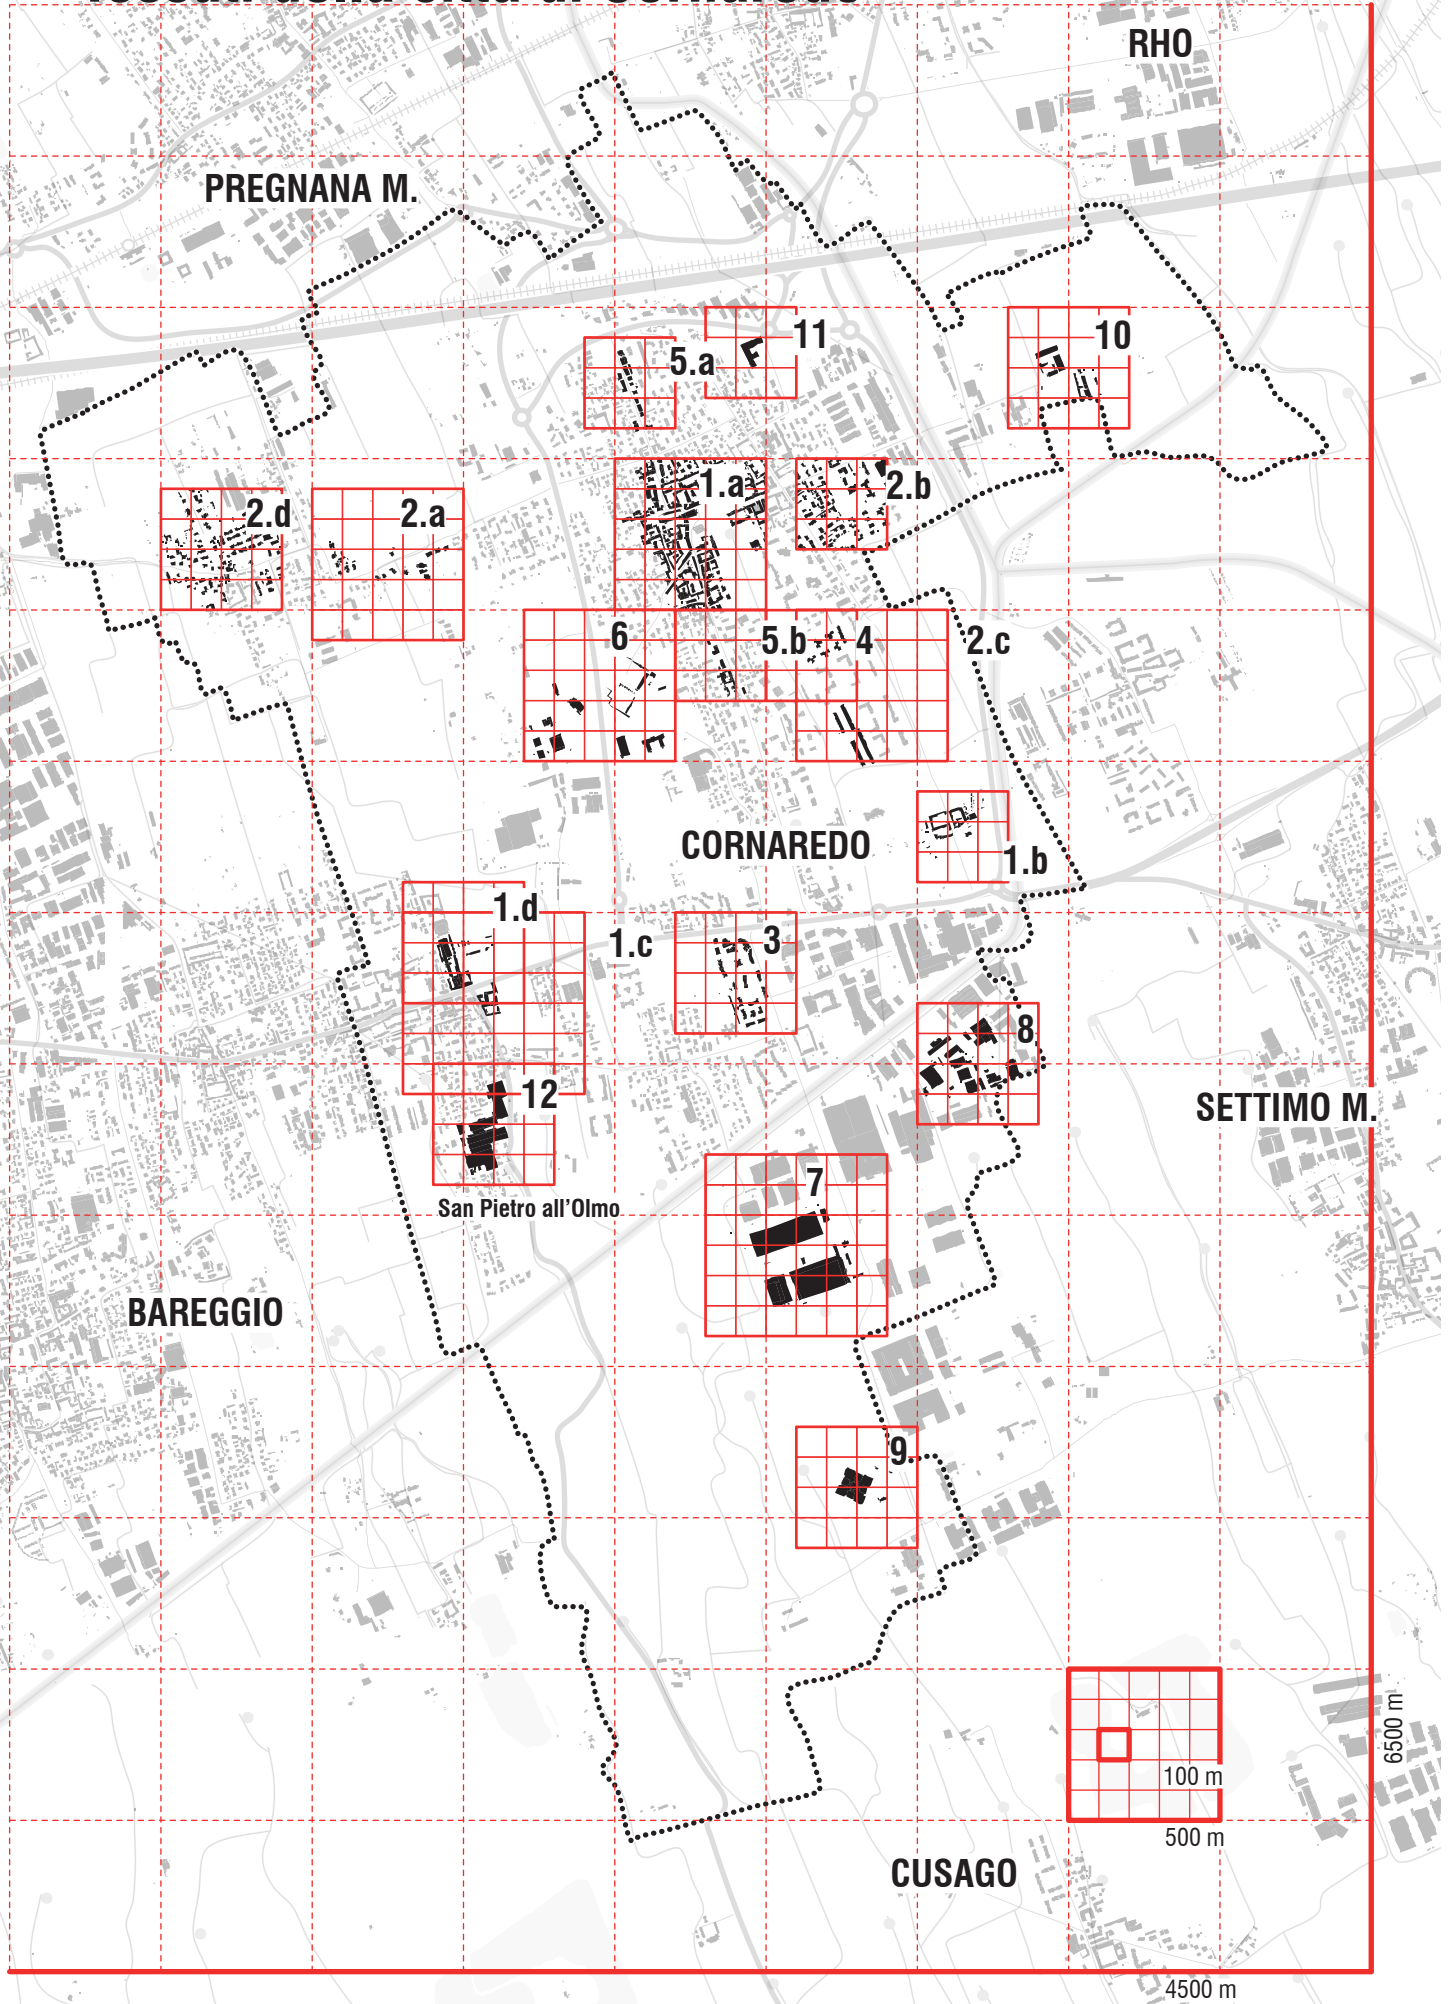 RHO
PREGNANA M.
11
10
5.a
1.a
2.b
2.d
2.a
6
5.b
4
2.c
CORNAREDO
1.b
1.d
1.c
3
8
12
SETTIMO M.
7
San Pietro all'Olmo
BAREGGIO
9
6500 m
100 m
500 m
CUSAGO
4500 m